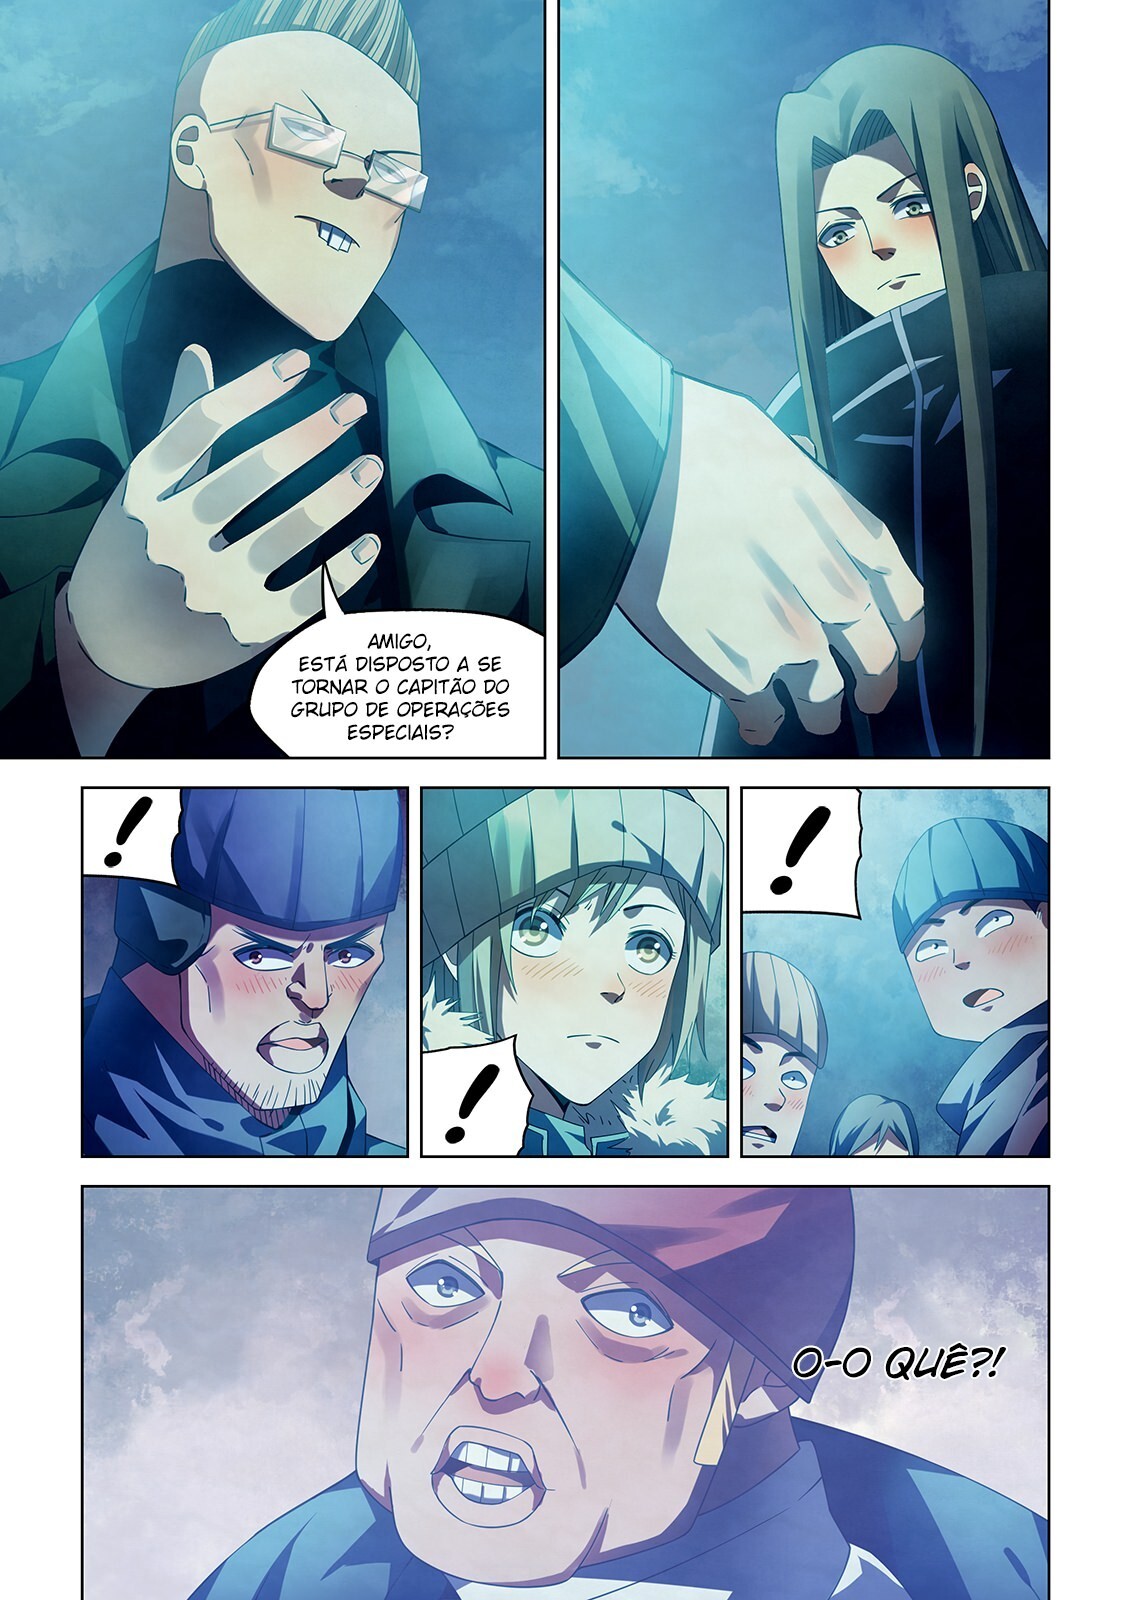 AMIGO,
ESTÁ DISPOSTO A SE
TORNAR O CAPITÃO DO
GRUPO DE OPERAÇÕES
ESPECIAIS?
!
!
!
O-O QUÊ?!